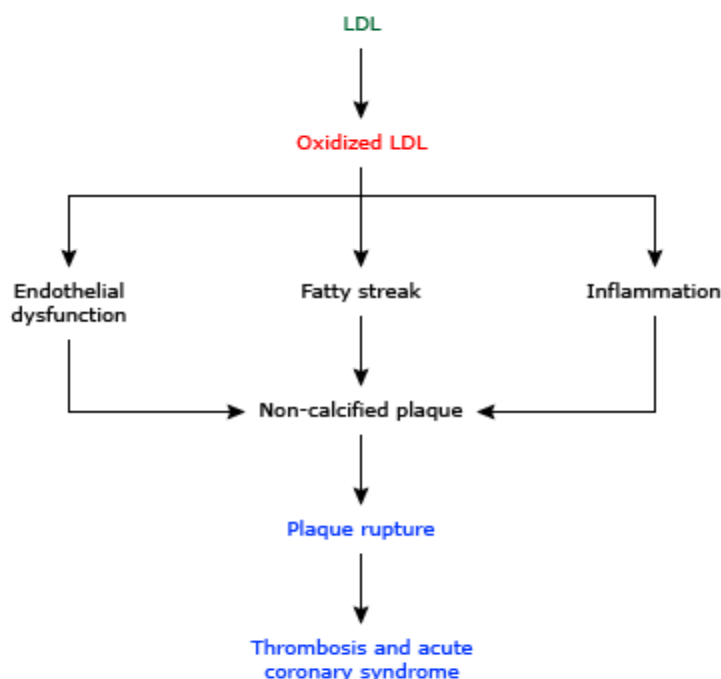 LDL
Oxidized LDL
Endothelial
dysfunction
Fatty streak
Inflammation
Non-calcified plaque
Plaque rupture
Thrombosis and acute
coronary syndrome